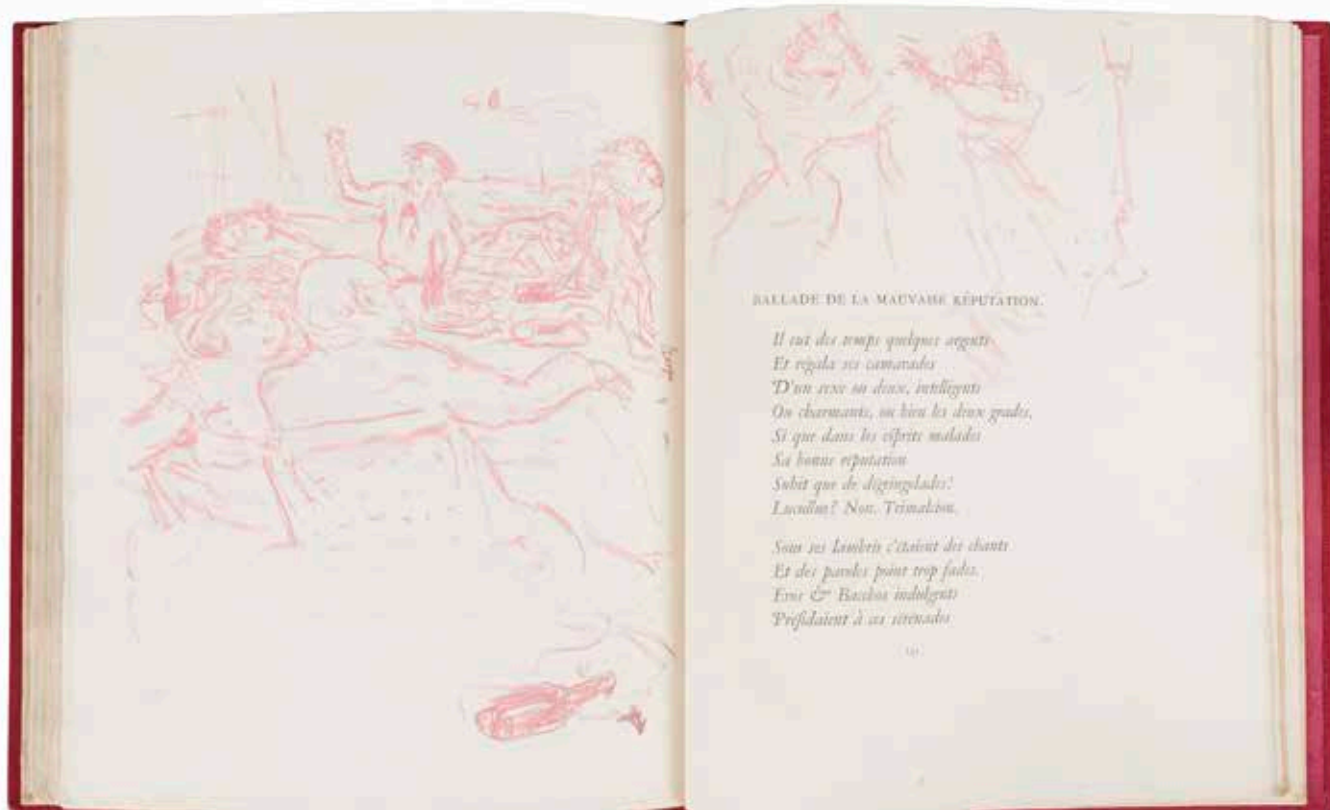 BALLADE DE LA MAUVAISE RÉPUTATION.
Il eut des temps quelques argents
Et régala ses camarades
D'un sexe ou deux, intelligents
Ou charmants, ou bien les deux grades,
Si que dans les esprits malades
Sa bonne réputation
Subit que de dégringolades!
Lucullus? Non. Trimalcion.
Sous ses lambris c'étaient des chants
Et des paroles point trop fades.
Eros & Bacchos indulgents
Présidaient à ces sérénades